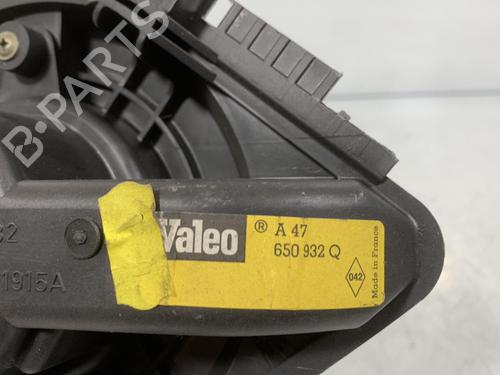 B-PARTS
Valeo ® A 47
650 932 Q
042
Made in France
1915A